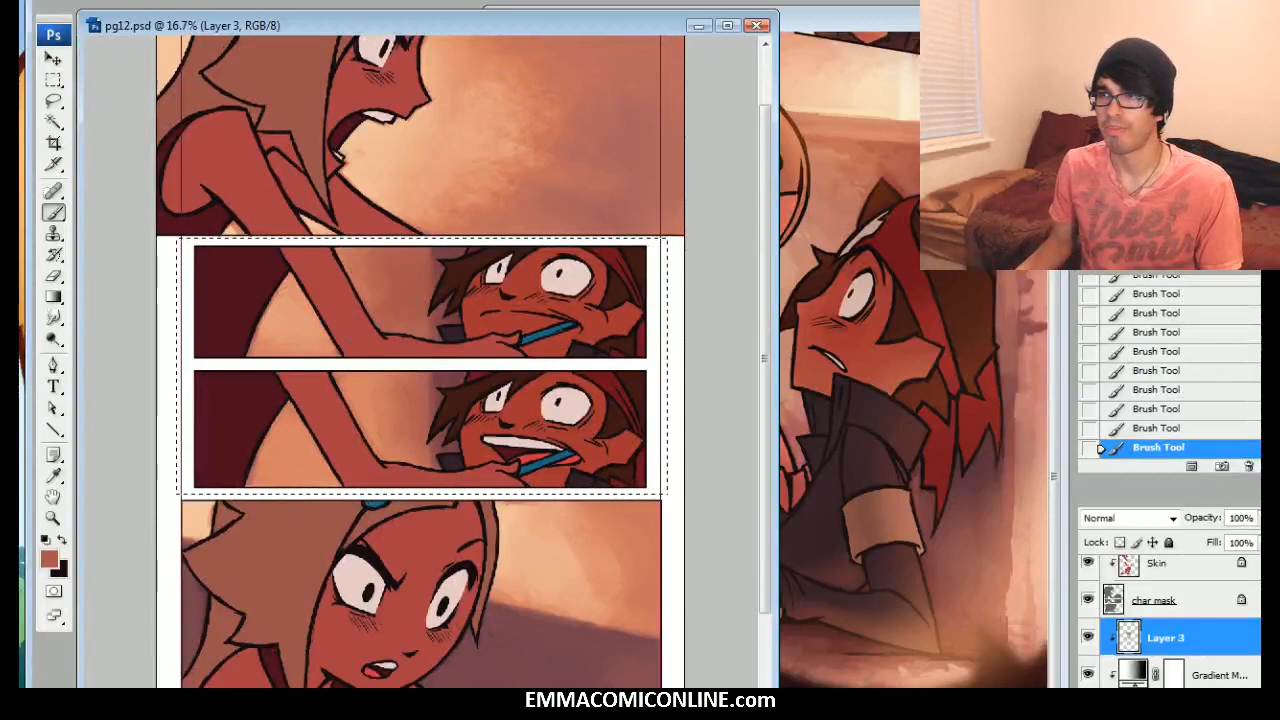 Ps
pg12.psd @ 16.7% (Layer 3, RGB/8)
STREET
Brush Tool
Brush Tool
Brush Tool
Brush Tool
Brush Tool
Brush Tool
Brush Tool
Brush Tool
Brush Tool
Brush Tool
Normal
Opacity: 100%
Lock:
Fill: 100%
Skin
char mask
Layer 3
Gradient M...
T
EMMACOMICONLINE.com